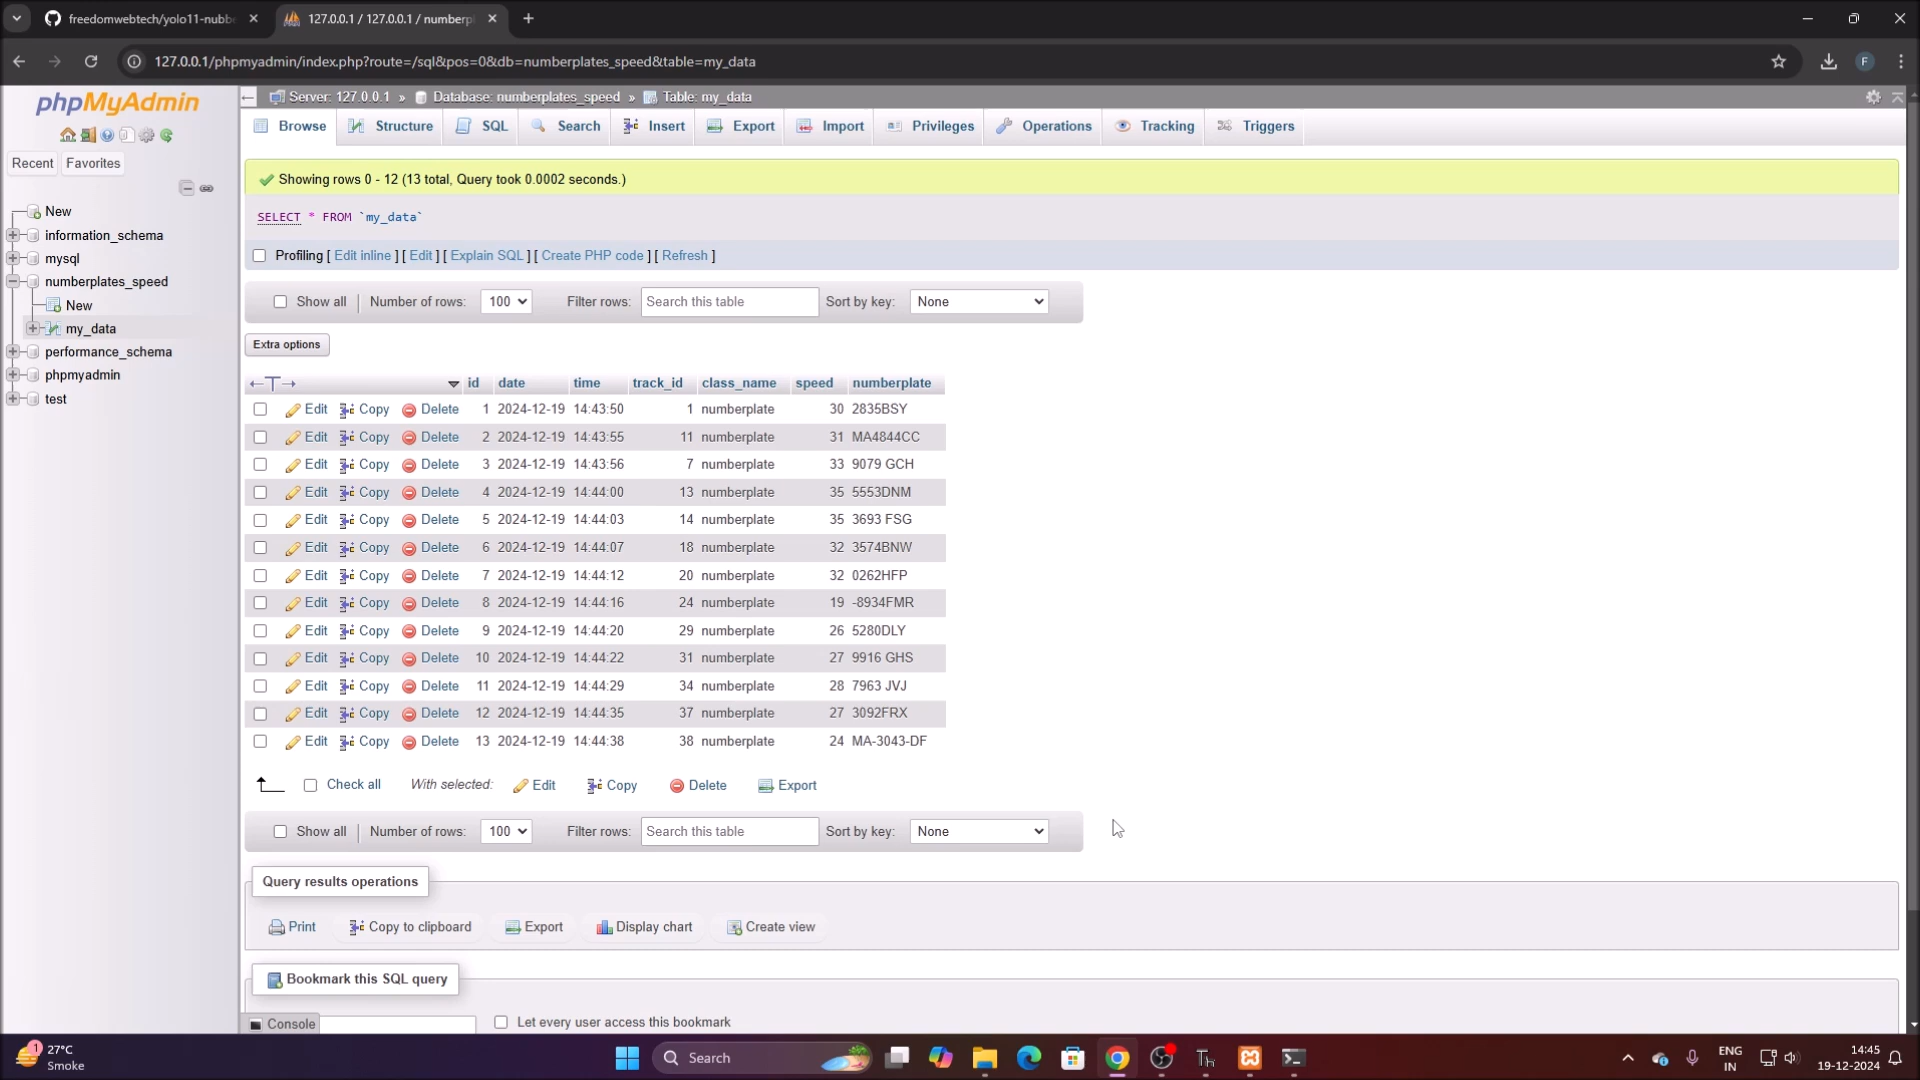 freedomwebtech/yolo11-nubb
127.0.0.1 / 127.0.0.1 / numberp
127.0.0.1/phpmyadmin/index.php?route=/sql&pos=0&db=numberplates_speed&table=my_data
F
phpMyAdmin
Recent Favorites
New
information_schema
mysql
numberplates_speed
New
my_data
performance_schema
phpmyadmin
test
Server: 127.0.0.1 » Database: numberplates_speed » Table: my_data
Browse Structure SQL Search Insert Export Import Privileges Operations Tracking Triggers
Showing rows 0 - 12 (13 total, Query took 0.0002 seconds.)
SELECT * FROM `my_data`
Profiling [ Edit inline ] [ Edit ] [ Explain SQL ] [ Create PHP code ] [ Refresh ]
Show all | Number of rows: 100 Filter rows: Search this table Sort by key: None
Extra options
←T→ id date time track_id class_name speed numberplate
Edit Copy Delete 1 2024-12-19 14:43:50 1 numberplate 30 2835BSY
Edit Copy Delete 2 2024-12-19 14:43:55 11 numberplate 31 MA4844CC
Edit Copy Delete 3 2024-12-19 14:43:56 7 numberplate 33 9079 GCH
Edit Copy Delete 4 2024-12-19 14:44:00 13 numberplate 35 5553DNM
Edit Copy Delete 5 2024-12-19 14:44:03 14 numberplate 35 3693 FSG
Edit Copy Delete 6 2024-12-19 14:44:07 18 numberplate 32 3574BNW
Edit Copy Delete 7 2024-12-19 14:44:12 20 numberplate 32 0262HFP
Edit Copy Delete 8 2024-12-19 14:44:16 24 numberplate 19 -8934FMR
Edit Copy Delete 9 2024-12-19 14:44:20 29 numberplate 26 5280DLY
Edit Copy Delete 10 2024-12-19 14:44:22 31 numberplate 27 9916 GHS
Edit Copy Delete 11 2024-12-19 14:44:29 34 numberplate 28 7963 JVJ
Edit Copy Delete 12 2024-12-19 14:44:35 37 numberplate 27 3092FRX
Edit Copy Delete 13 2024-12-19 14:44:38 38 numberplate 24 MA-3043-DF
Check all With selected: Edit Copy Delete Export
Show all | Number of rows: 100 Filter rows: Search this table Sort by key: None
Query results operations
Print Copy to clipboard Export Display chart Create view
Bookmark this SQL query
Console Let every user access this bookmark
1 27°C
Smoke
Search
ENG
IN
14:45
19-12-2024